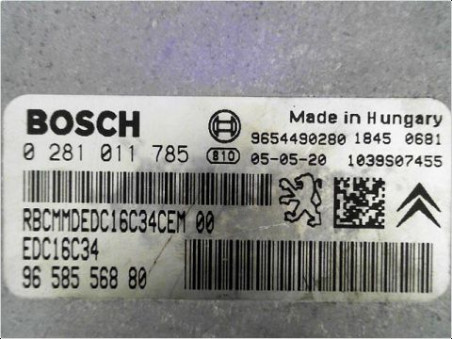 BOSCH
Made in Hungary
9654490280 1845 0681
0 281 011 785 810 05-05-20 1039S07455
RBCMMDEDC16C34CEM 00
EDC16C34
96 585 568 80